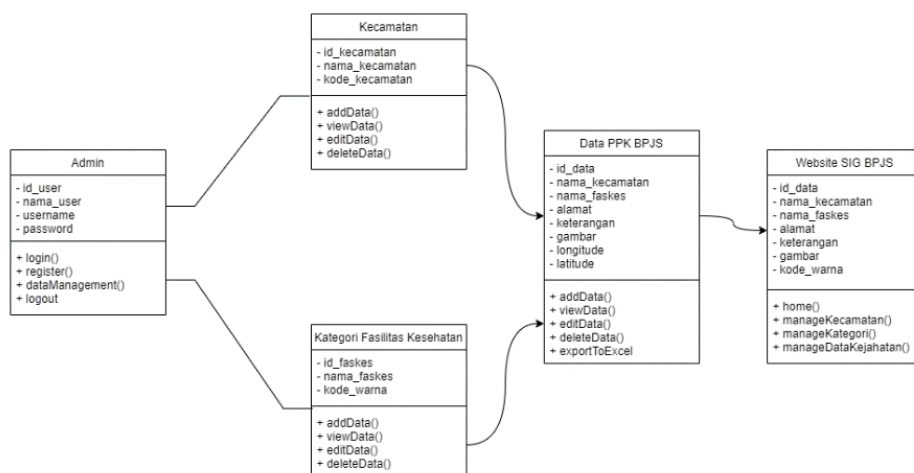 Kecamatan
- id_kecamatan
- nama_kecamatan
- kode_kecamatan
+ addData()
+ viewData()
+ editData()
+ deleteData()
Admin
- id_user
- nama_user
- username
- password
+ login()
+ register()
+ dataManagement()
+ logout
Kategori Fasilitas Kesehatan
- id_faskes
- nama_faskes
- kode_warna
+ addData()
+ viewData()
+ editData()
+ deleteData()
Data PPK BPJS
- id_data
- nama_kecamatan
- nama_faskes
- alamat
- keterangan
- gambar
- longitude
- latitude
+ addData()
+ viewData()
+ editData()
+ deleteData()
+ exportToExcel
Website SIG BPJS
- id_data
- nama_kecamatan
- nama_faskes
- alamat
- keterangan
- gambar
- kode_warna
+ home()
+ manageKecamatan()
+ manageKategori()
+ manageDataKejahatan()